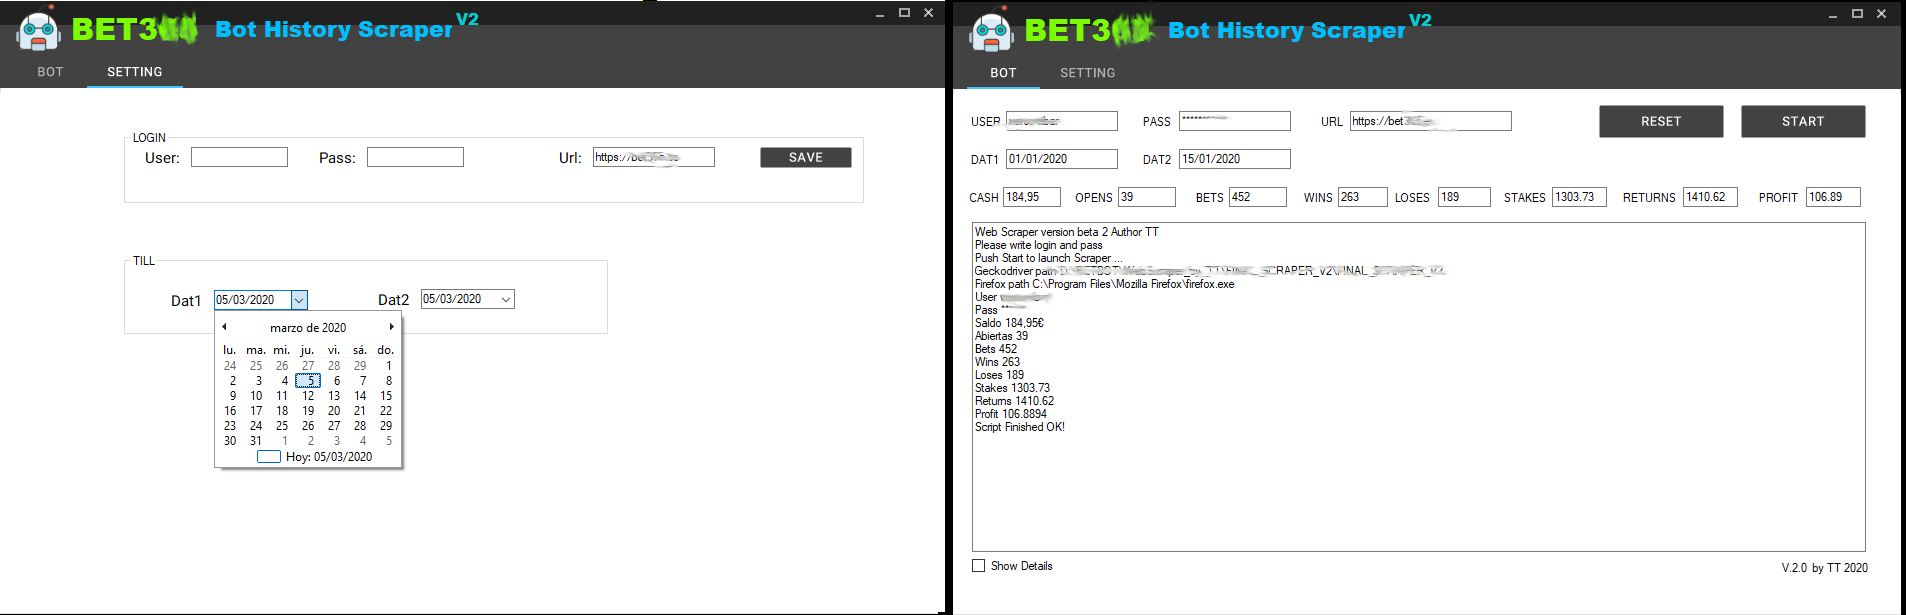 BET3
Bot History Scraper V2
BOT SETTING
LOGIN
User: Pass: Url: https:// SAVE
TILL
Dat1 05/03/2020 Dat2 05/03/2020
marzo de 2020
lu. ma. mi. ju. vi. sá. do.
24 25 26 27 28 29 1
2 3 4 5 6 7 8
9 10 11 12 13 14 15
16 17 18 19 20 21 22
23 24 25 26 27 28 29
30 31 1 2 3 4 5
Hoy: 05/03/2020
BET3
Bot History Scraper V2
BOT SETTING
USER PASS URL https://bet RESET START
DAT1 01/01/2020 DAT2 15/01/2020
CASH 184,95 OPENS 39 BETS 452 WINS 263 LOSES 189 STAKES 1303.73 RETURNS 1410.62 PROFIT 106.89
Web Scraper version beta 2 Author TT
Please write login and pass
Push Start to launch Scraper ...
Geckodriver path
Firefox path C:\Program Files\Mozilla Firefox\firefox.exe
User
Pass
Saldo 184,95€
Abiertas 39
Bets 452
Wins 263
Loses 189
Stakes 1303.73
Returns 1410.62
Profit 106.8894
Script Finished OK!
Show Details
V.2.0 by TT 2020